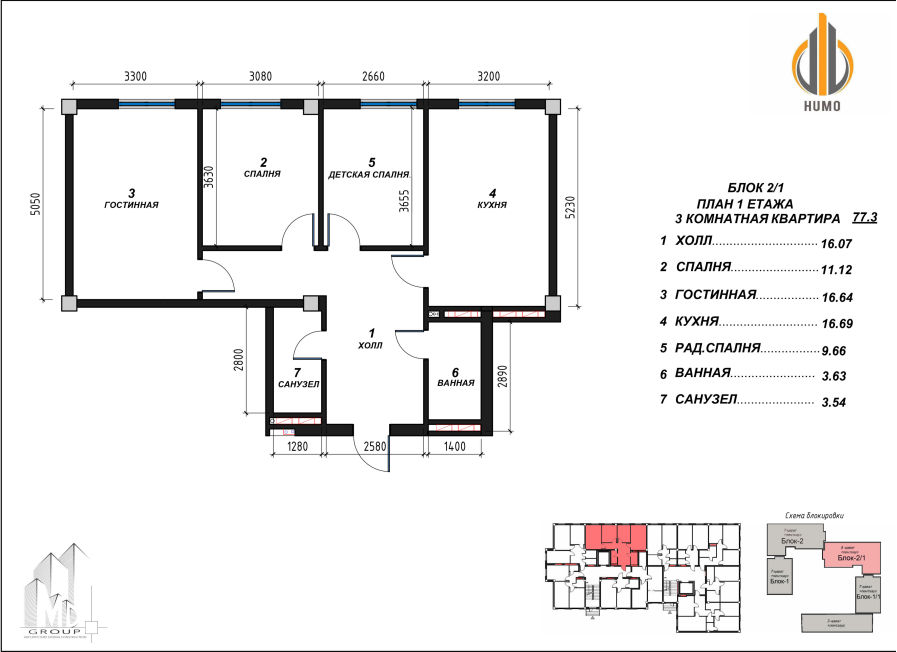 3300
3080
2660
3200
HUMO
5050
3630
3655
5230
3
ГОСТИННАЯ
2
СПАЛНЯ
5
ДЕТСКАЯ СПАЛНЯ.
4
КУХНЯ
1
ХОЛЛ
7
САНУЗЕЛ
6
ВАННАЯ
2800
2890
1280
2580
1400
БЛОК 2/1
ПЛАН 1 ЕТАЖА
3 КОМНАТНАЯ КВАРТИРА 77.3
1 ХОЛЛ 16.07
2 СПАЛНЯ 11.12
3 ГОСТИННАЯ 16.64
4 КУХНЯ 16.69
5 РАД.СПАЛНЯ 9.66
6 ВАННАЯ 3.63
7 САНУЗЕЛ 3.54
GROUP
Схема блокировки
Блок-2
Блок-2/1
Блок-1
Блок-1/1